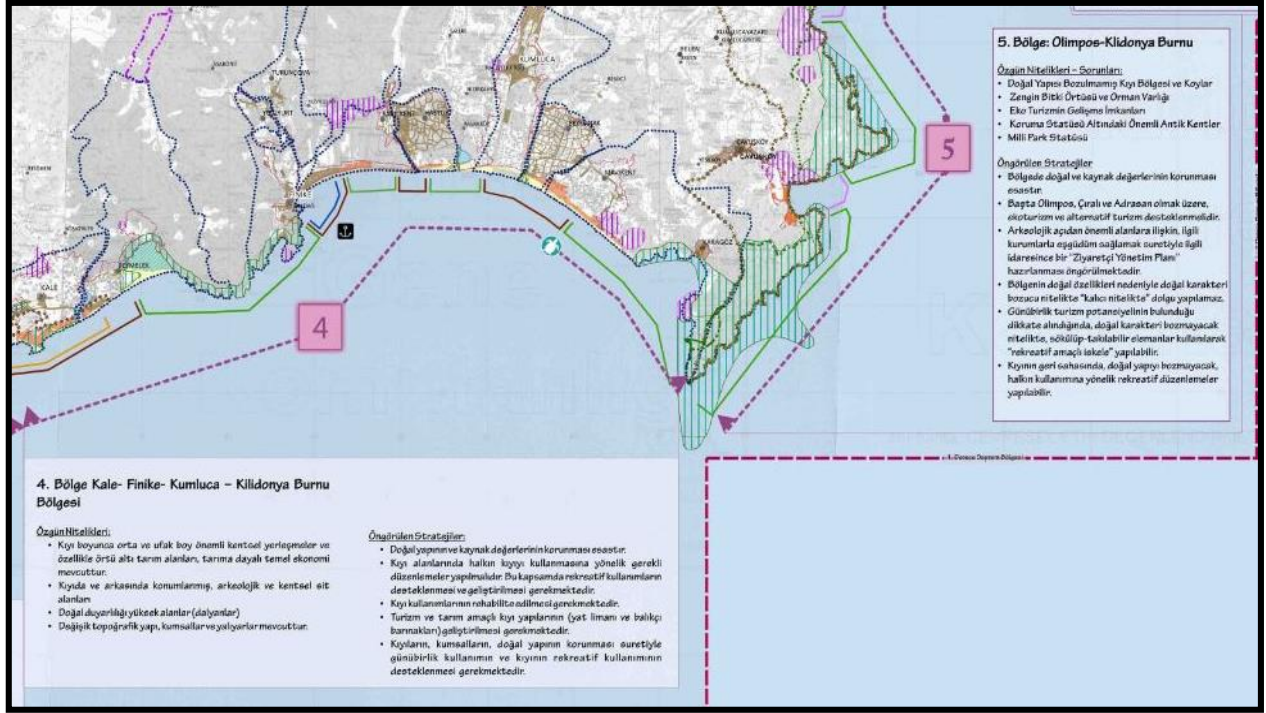 TURUNÇOVA
KUMLUCA
KALE
5
4
5. Bölge: Olimpos-Klidonya Burnu
Özgün Nitelikleri – Sorunları:
• Doğal Yapısı Bozulmamış Kıyı Bölgesi ve Koylar
• Zengin Bitki Örtüsü ve Orman Varlığı
• Eko Turizmin Gelişme İmkanları
• Koruma Statüsü Altındaki Önemli Antik Kentler
• Milli Park Statüsü
Öngörülen Stratejiler
• Bölgede doğal ve kaynak değerlerinin korunması
esastır.
• Başta Olimpos, Çıralı ve Adrasan olmak üzere,
ekoturizm ve alternatif turizm desteklenmelidir.
• Arkeolojik açıdan önemli alanlara ilişkin, ilgili
kurumlarla eşgüdüm sağlamak suretiyle ilgili
idaresince bir "Ziyaretçi Yönetim Planı"
hazırlanması öngörülmektedir.
• Bölgenin doğal özellikleri nedeniyle doğal karakteri
bozucu nitelikte "kalıcı nitelikte" dolgu yapılamaz.
• Günübirlik turizm potansiyelinin bulunduğu
dikkate alındığında, doğal karakteri bozmayacak
nitelikte, sökülüp-takılabilir elemanlar kullanılarak
"rekreatif amaçlı iskele" yapılabilir.
• Kıyının geri sahasında, doğal yapıyı bozmayacak,
halkın kullanımına yönelik rekreatif düzenlemeler
yapılabilir.
4. Bölge Kale- Finike- Kumluca – Kilidonya Burnu
Bölgesi
Özgün Nitelikleri:
• Kıyı boyunca orta ve ufak boy önemli kentsel yerleşmeler ve
özellikle örtü altı tarım alanları, tarıma dayalı temel ekonomi
mevcuttur.
• Kıyıda ve arkasında konumlanmış, arkeolojik ve kentsel sit
alanları
• Doğal duyarlılığı yüksek alanlar (dalyanlar)
• Değişik topoğrafik yapı, kumsallar ve yalıyarlar mevcuttur.
Öngörülen Stratejiler:
• Doğal yapının ve kaynak değerlerinin korunması esastır.
• Kıyı alanlarında halkın kıyıyı kullanmasına yönelik gerekli
düzenlemeler yapılmalıdır. Bu kapsamda rekreatif kullanımların
desteklenmesi ve geliştirilmesi gerekmektedir.
• Kıyı kullanımlarının rehabilite edilmesi gerekmektedir.
• Turizm ve tarım amaçlı kıyı yapılarının (yat limanı ve balıkçı
barınakları) geliştirilmesi gerekmektedir.
• Kıyıların, kumsalların, doğal yapının korunması suretiyle
günübirlik kullanımın ve kıyının rekreatif kullanımının
desteklenmesi gerekmektedir.